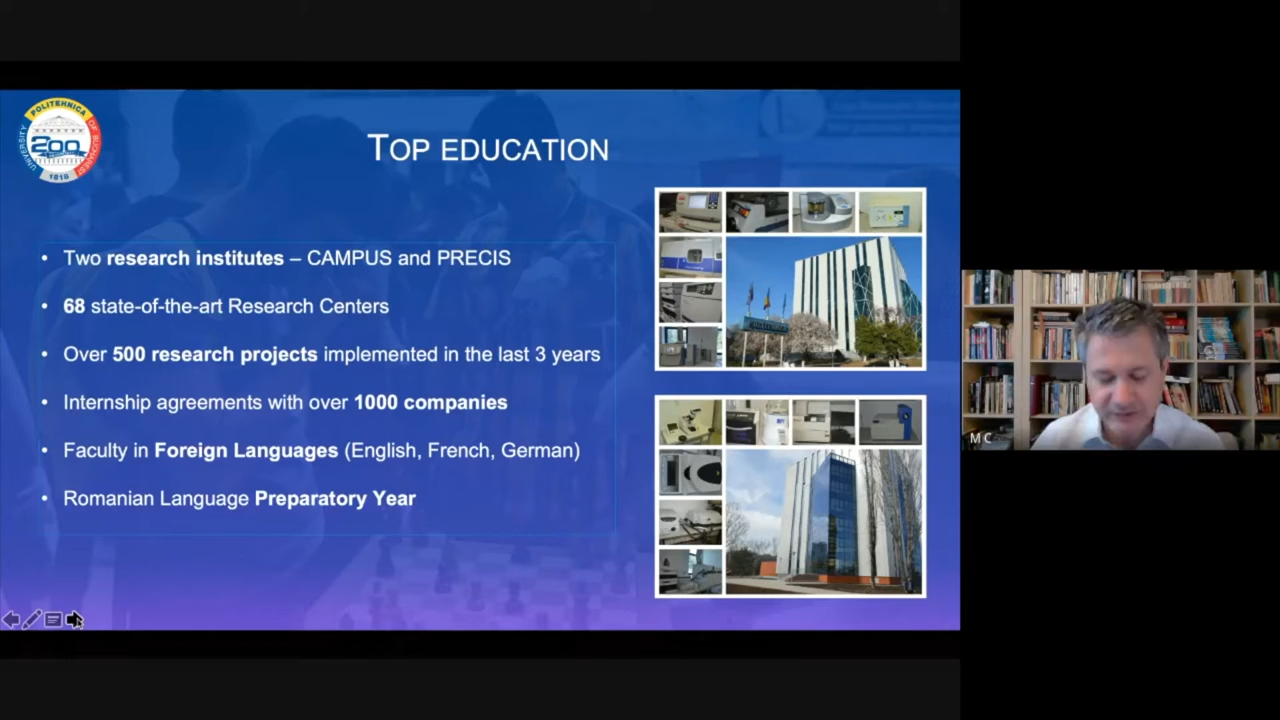 POLITEHNICA
UNIVERSITY
OF BUCHAREST
200
1818
TOP EDUCATION
• Two research institutes – CAMPUS and PRECIS
• 68 state-of-the-art Research Centers
• Over 500 research projects implemented in the last 3 years
• Internship agreements with over 1000 companies
• Faculty in Foreign Languages (English, French, German)
• Romanian Language Preparatory Year
M C